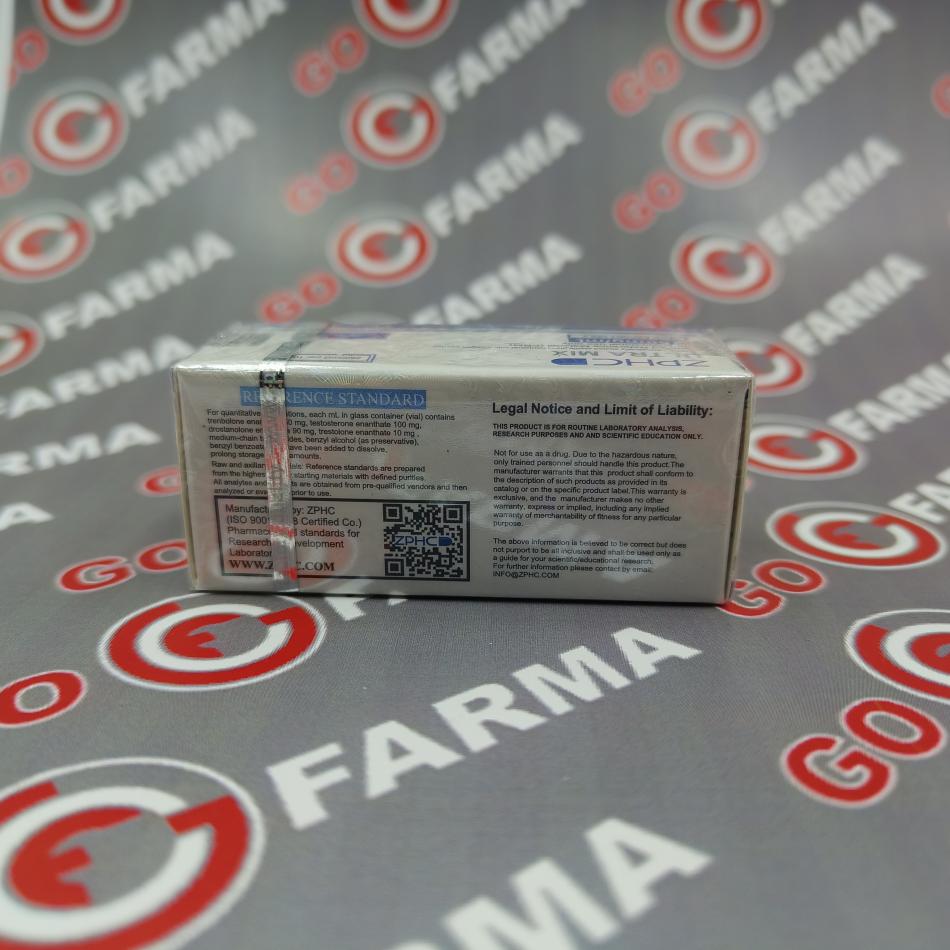 GO FARMA
ZPHC
TRA MIX
REFERENCE STANDARD
For quantitative tions, each mL in glass container (vial) contains
trenbolone ena 0 mg, testosterone enanthate 100 mg,
drostanolone e 90 mg, trestolone enanthate 10 mg ,
medium-chain t des, benzyl alcohol (as preservative),
benzyl benzoat ave been added to dissolve,
prolong storage amounts.
Raw and axiliar ls: Reference standards are prepared
from the highes starting materials with defined purities.
All analytes and ts are obtained from pre-qualified vendors and then
analyzed or eva prior to use.
Manufact by: ZPHC
(ISO 900 B Certified Co.)
Pharmac d standards for
Research velopment
Laborator
WWW.ZPHC.COM
ZPHC
Legal Notice and Limit of Liability:
THIS PRODUCT IS FOR ROUTINE LABORATORY ANALYSIS,
RESEARCH PURPOSES AND AND SCIENTIFIC EDUCATION ONLY.
Not for use as a drug. Due to the hazardous nature,
only trained personnel should handle this product.The
manufacturer warrants that this product shall conform to
the description of such products as provided in its
catalog or on the specific product label.This warranty is
exclusive, and the manufacturer makes no other
warranty, express or implied, including any implied
warranty of merchantability of fitness for any particular
purpose.
The above information is believed to be correct but does
not purport to be all inclusive and shall be used only as
a guide for your scientific/educational research.
For further information please contact by email:
INFO@ZPHC.COM